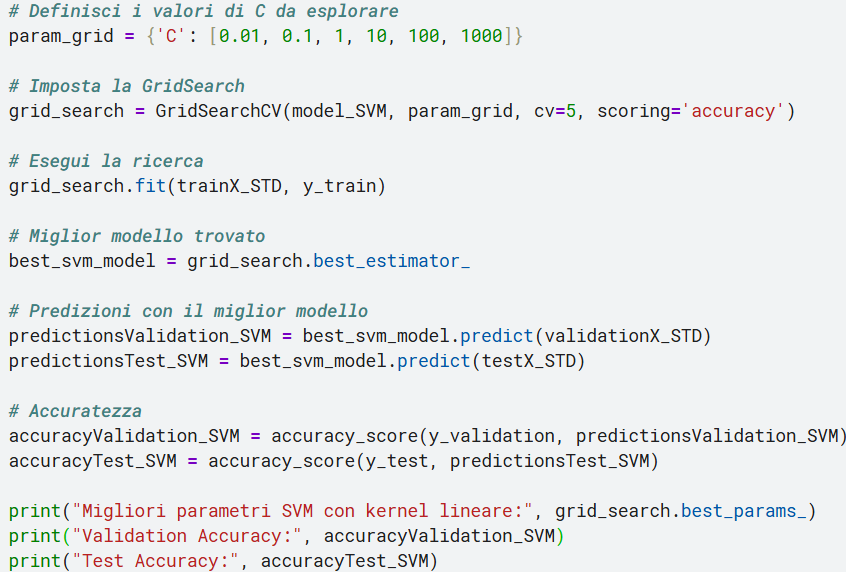 # Definisci i valori di C da esplorare
param_grid = {'C': [0.01, 0.1, 1, 10, 100, 1000]}
# Imposta la GridSearch
grid_search = GridSearchCV(model_SVM, param_grid, cv=5, scoring='accuracy')
# Esegui la ricerca
grid_search.fit(trainX_STD, y_train)
# Miglior modello trovato
best_svm_model = grid_search.best_estimator_
# Predizioni con il miglior modello
predictionsValidation_SVM = best_svm_model.predict(validationX_STD)
predictionsTest_SVM = best_svm_model.predict(testX_STD)
# Accuratezza
accuracyValidation_SVM = accuracy_score(y_validation, predictionsValidation_SVM)
accuracyTest_SVM = accuracy_score(y_test, predictionsTest_SVM)
print("Migliori parametri SVM con kernel lineare:", grid_search.best_params_)
print("Validation Accuracy:", accuracyValidation_SVM)
print("Test Accuracy:", accuracyTest_SVM)